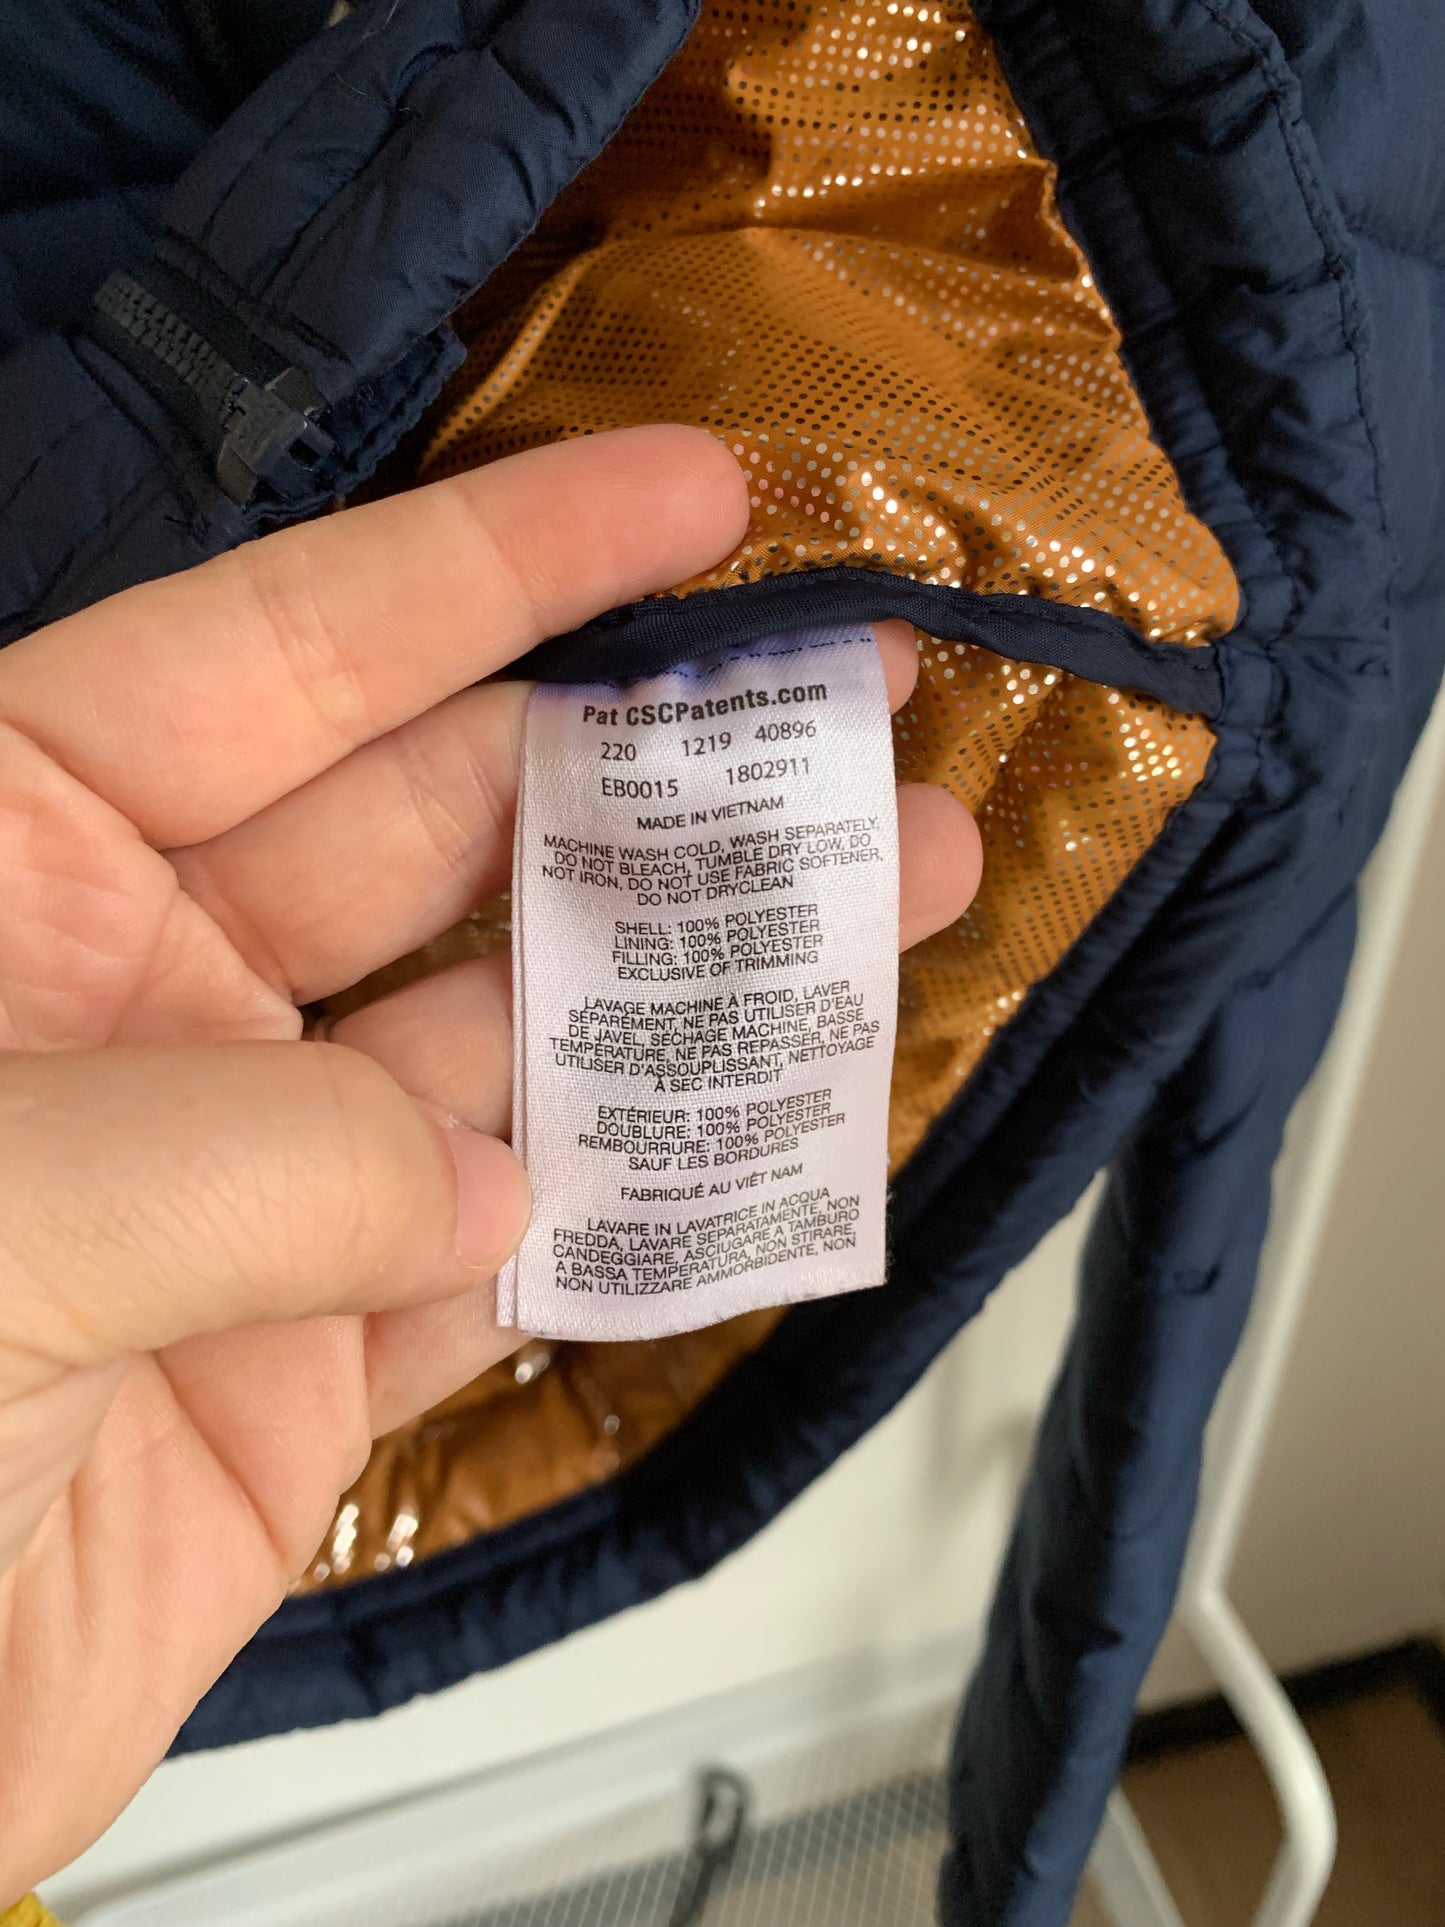 Pat CSCPatents.com
220 1219 40896
EB0015 1802911
MADE IN VIETNAM
MACHINE WASH COLD, WASH SEPARATELY,
DO NOT BLEACH, TUMBLE DRY LOW, DO
NOT IRON, DO NOT USE FABRIC SOFTENER,
DO NOT DRYCLEAN
SHELL: 100% POLYESTER
LINING: 100% POLYESTER
FILLING: 100% POLYESTER
EXCLUSIVE OF TRIMMING
LAVAGE MACHINE À FROID, LAVER
SÉPARÉMENT, NE PAS UTILISER D'EAU
DE JAVEL, SÉCHAGE MACHINE, BASSE
TEMPÉRATURE, NE PAS REPASSER, NE PAS
UTILISER D'ASSOUPLISSANT, NETTOYAGE
À SEC INTERDIT
EXTÉRIEUR: 100% POLYESTER
DOUBLURE: 100% POLYESTER
REMBOURRURE: 100% POLYESTER
SAUF LES BORDURES
FABRIQUÉ AU VIÊT NAM
LAVARE IN LAVATRICE IN ACQUA
FREDDA, LAVARE SEPARATAMENTE, NON
CANDEGGIARE, ASCIUGARE A TAMBURO
A BASSA TEMPERATURA, NON STIRARE,
NON UTILIZZARE AMMORBIDENTE, NON